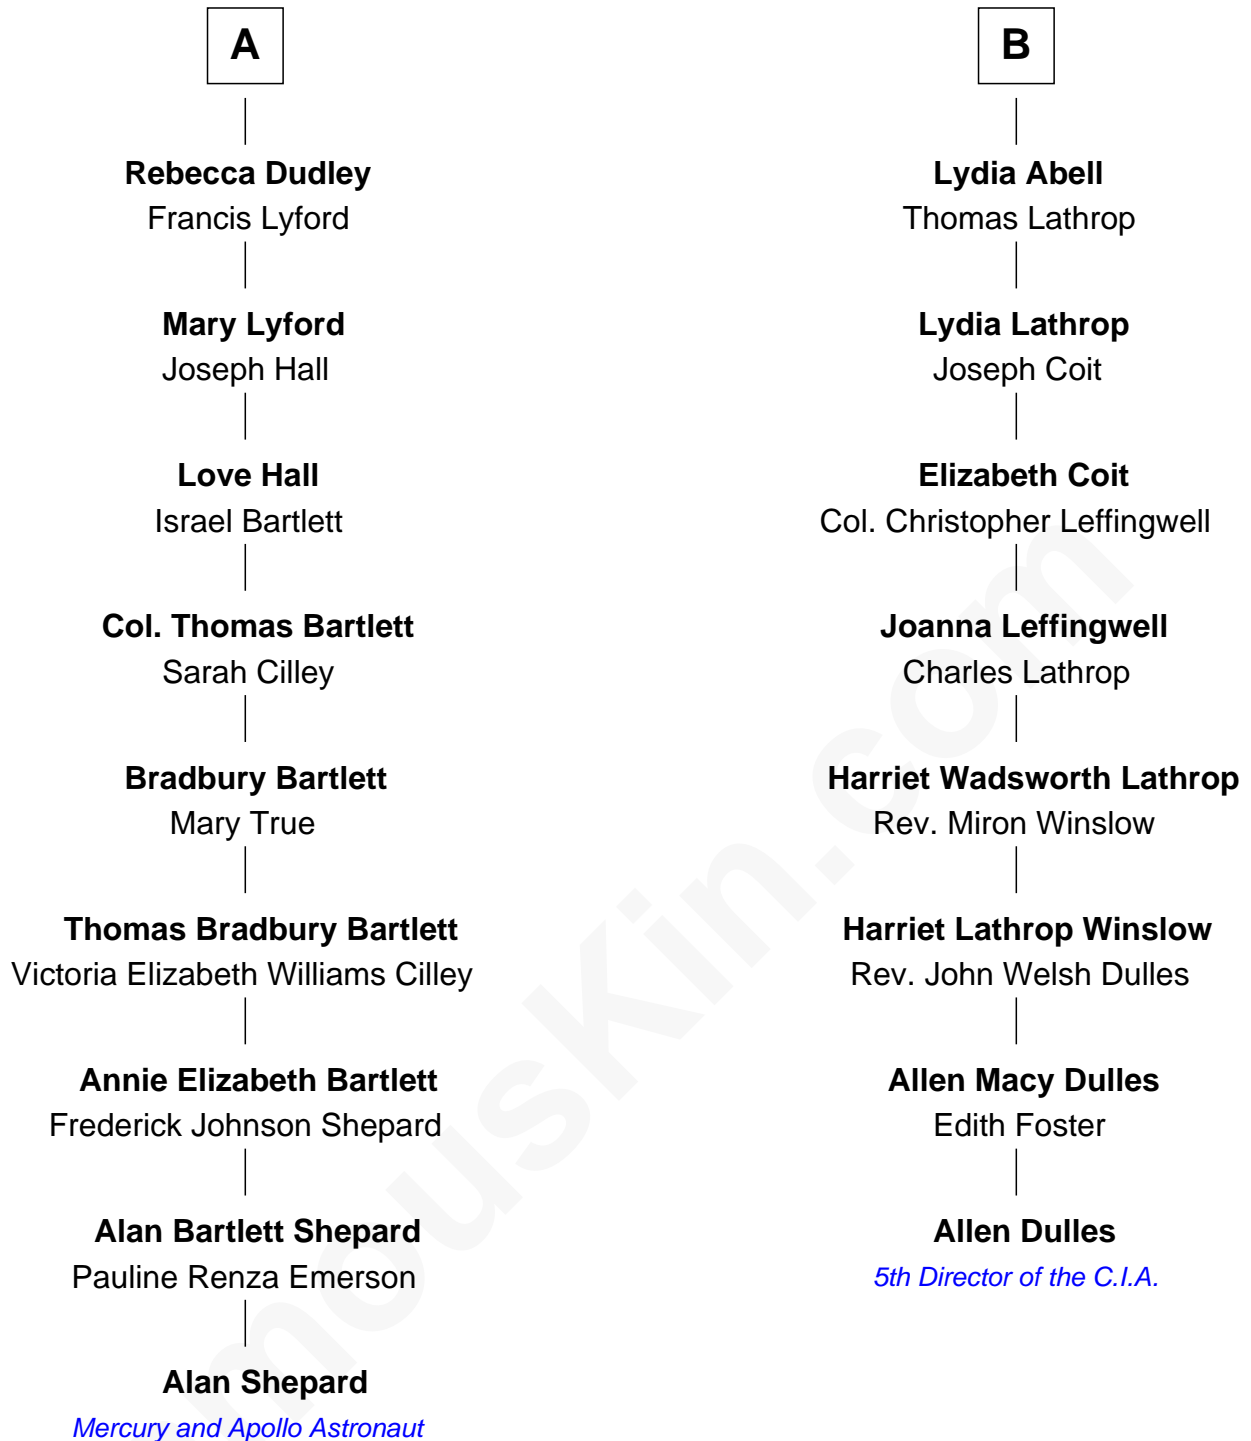 A
Rebecca Dudley
Francis Lyford
Mary Lyford
Joseph Hall
Love Hall
Israel Bartlett
Col. Thomas Bartlett
Sarah Cilley
Bradbury Bartlett
Mary True
Thomas Bradbury Bartlett
Victoria Elizabeth Williams Cilley
Annie Elizabeth Bartlett
Frederick Johnson Shepard
Alan Bartlett Shepard
Pauline Renza Emerson
Alan Shepard
Mercury and Apollo Astronaut
B
Lydia Abell
Thomas Lathrop
Lydia Lathrop
Joseph Coit
Elizabeth Coit
Col. Christopher Leffingwell
Joanna Leffingwell
Charles Lathrop
Harriet Wadsworth Lathrop
Rev. Miron Winslow
Harriet Lathrop Winslow
Rev. John Welsh Dulles
Allen Macy Dulles
Edith Foster
Allen Dulles
5th Director of the C.I.A.
mousKin.com